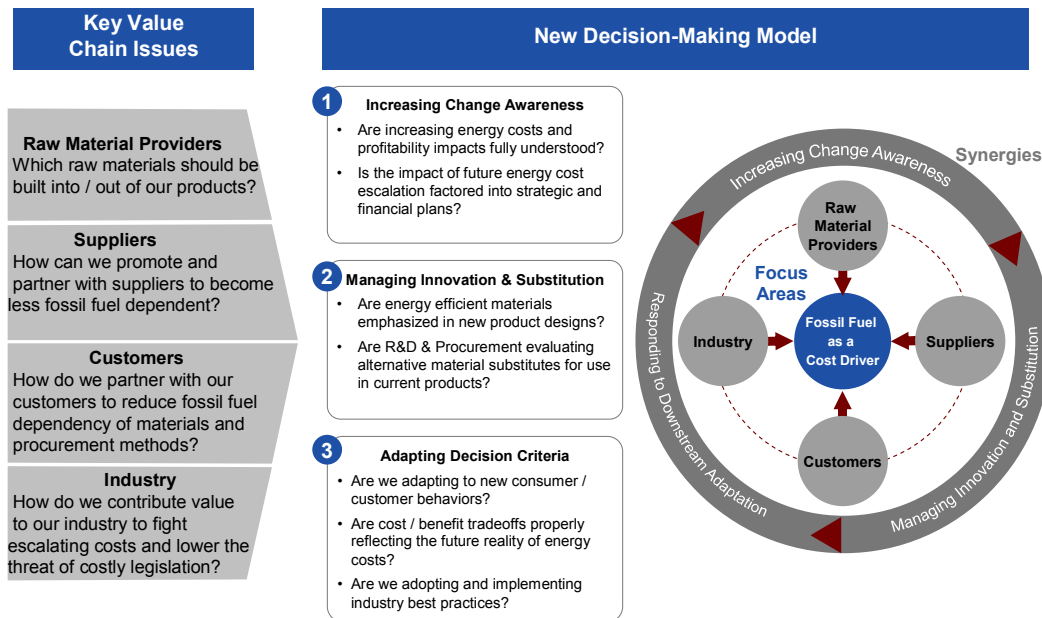 Key Value
Chain Issues
New Decision-Making Model
Raw Material Providers
Which raw materials should be
built into / out of our products?
Suppliers
How can we promote and
partner with suppliers to become
less fossil fuel dependent?
Customers
How do we partner with our
customers to reduce fossil fuel
dependency of materials and
procurement methods?
Industry
How do we contribute value
to our industry to fight
escalating costs and lower the
threat of costly legislation?
1
Increasing Change Awareness
• Are increasing energy costs and
profitability impacts fully understood?
• Is the impact of future energy cost
escalation factored into strategic and
financial plans?
2
Managing Innovation & Substitution
• Are energy efficient materials
emphasized in new product designs?
• Are R&D & Procurement evaluating
alternative material substitutes for use
in current products?
3
Adapting Decision Criteria
• Are we adapting to new consumer /
customer behaviors?
• Are cost / benefit tradeoffs properly
reflecting the future reality of energy
costs?
• Are we adopting and implementing
industry best practices?
Increasing Change Awareness
Synergies
Raw
Material
Providers
Focus
Areas
Industry
Fossil Fuel
as a
Cost Driver
Suppliers
Customers
Responding to Downstream Adaptation
Managing Innovation and Substitution